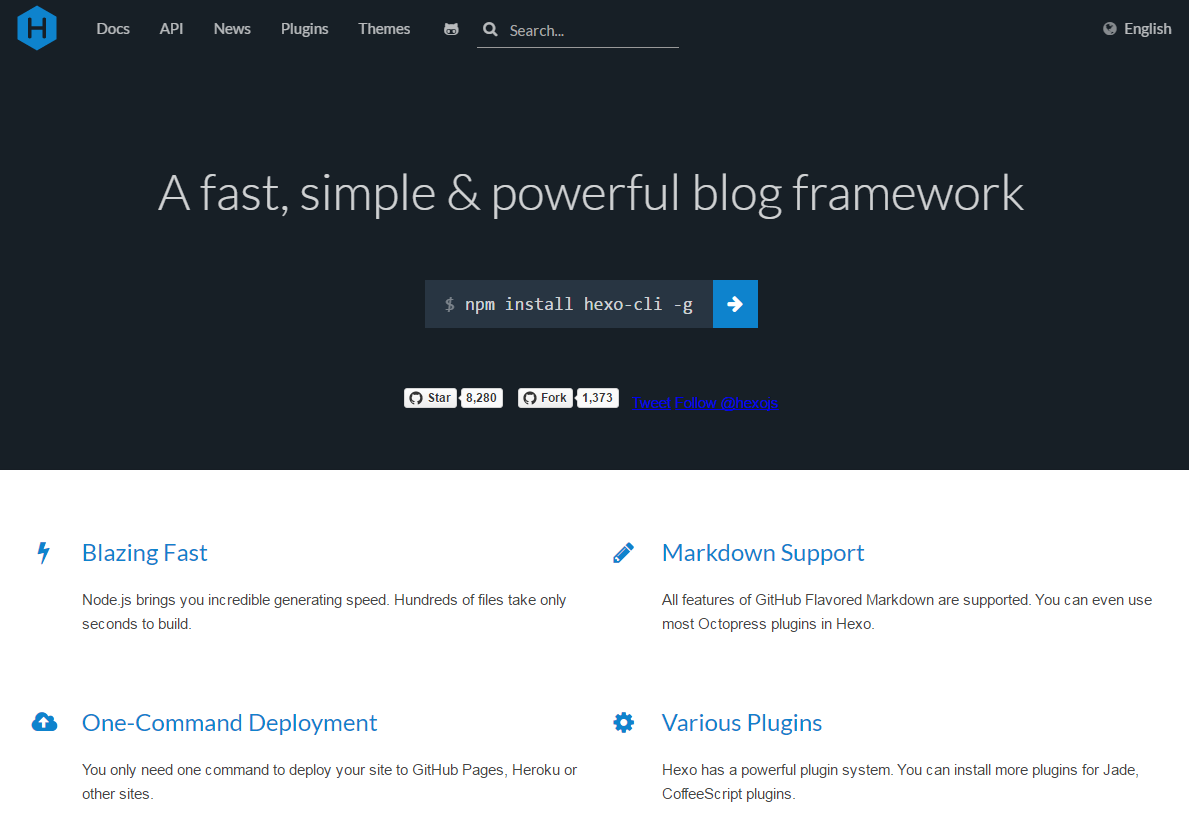 H Docs API News Plugins Themes Search... English
A fast, simple & powerful blog framework
$ npm install hexo-cli -g
Star 8,280 Fork 1,373 Tweet Follow @hexojs
Blazing Fast
Node.js brings you incredible generating speed. Hundreds of files take only
seconds to build.
Markdown Support
All features of GitHub Flavored Markdown are supported. You can even use
most Octopress plugins in Hexo.
One-Command Deployment
You only need one command to deploy your site to GitHub Pages, Heroku or
other sites.
Various Plugins
Hexo has a powerful plugin system. You can install more plugins for Jade,
CoffeeScript plugins.